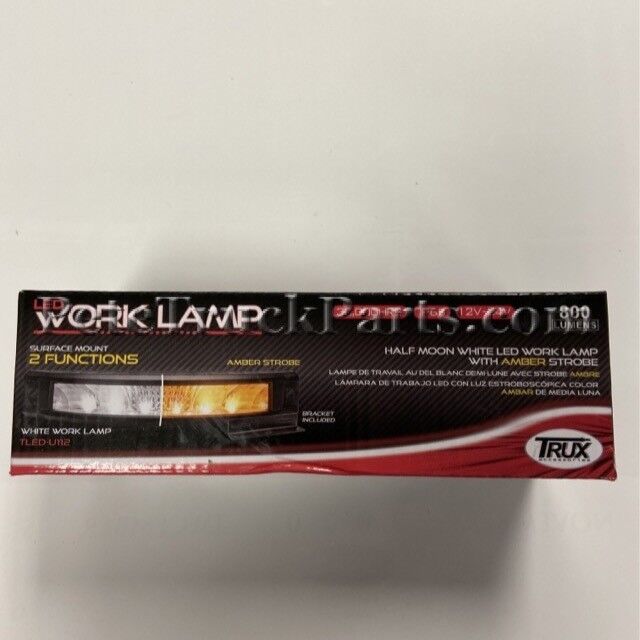 LED
WORK LAMP
800
LUMENS
SURFACE MOUNT
2 FUNCTIONS
AMBER STROBE
HALF MOON WHITE LED WORK LAMP
WITH AMBER STROBE
LAMPE DE TRAVAIL AU DEL BLANC DEMI LUNE AVEC STROBE AMBRE
LÁMPARA DE TRABAJO LED CON LUZ ESTROBOSCÓPICA COLOR
ÁMBAR DE MEDIA LUNA
BRACKET
INCLUDED
WHITE WORK LAMP
TLED-U112
TRUX
ACCESSORIES